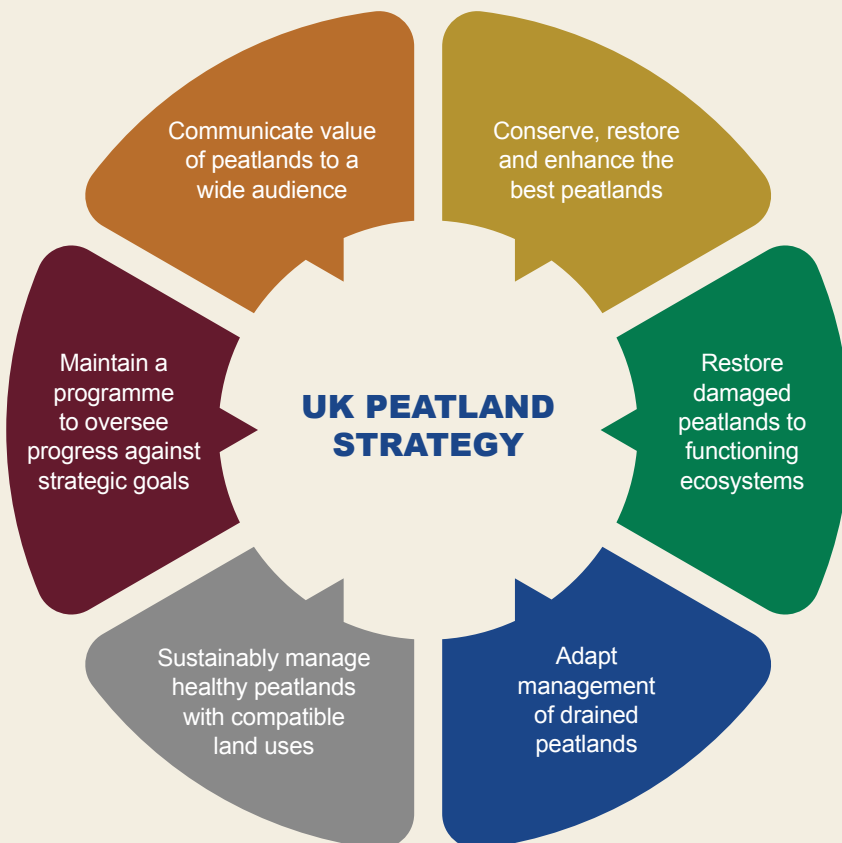 Communicate value
of peatlands to a
wide audience
Conserve, restore
and enhance the
best peatlands
Maintain a
programme
to oversee
progress against
strategic goals
UK PEATLAND
STRATEGY
Restore
damaged
peatlands to
functioning
ecosystems
Sustainably manage
healthy peatlands
with compatible
land uses
Adapt
management
of drained
peatlands